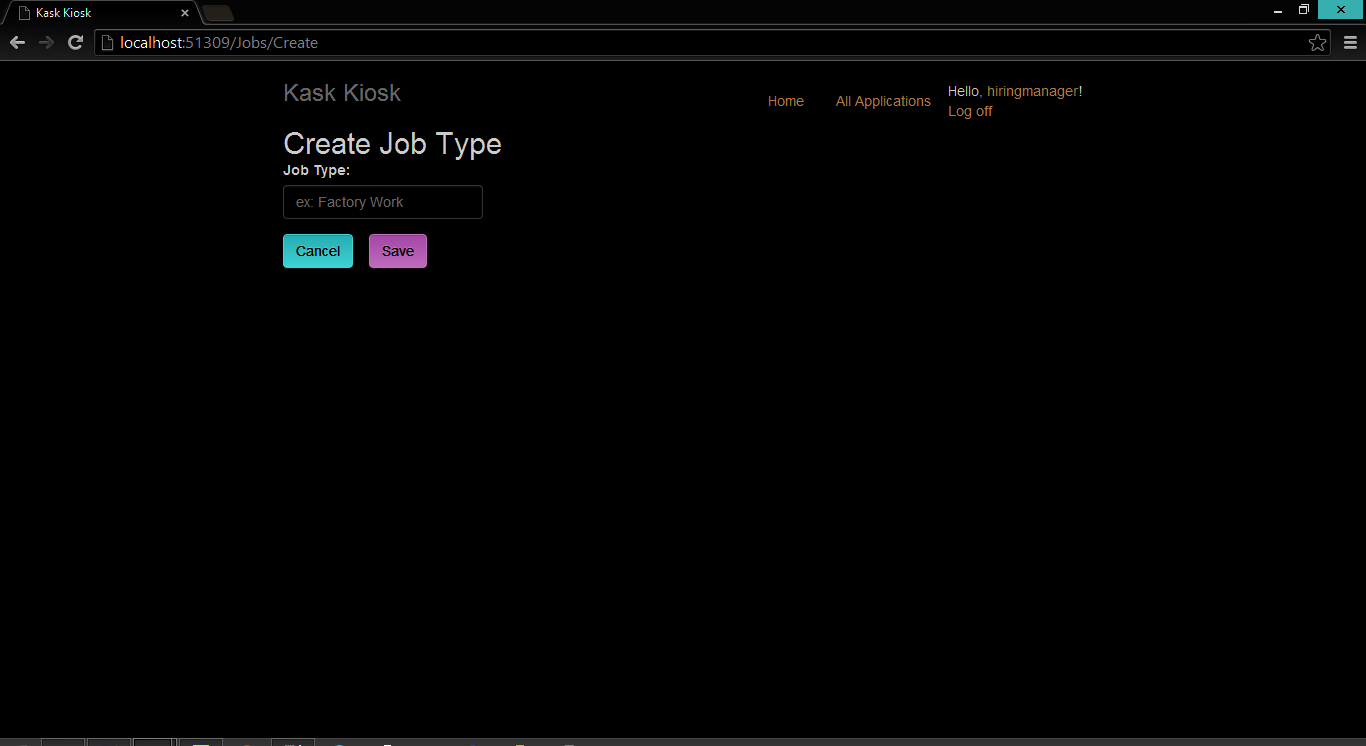 Kask Kiosk
localhost:51309/Jobs/Create
Kask Kiosk
Home
All Applications
Hello, hiringmanager!
Log off
Create Job Type
Job Type:
ex: Factory Work
Cancel
Save